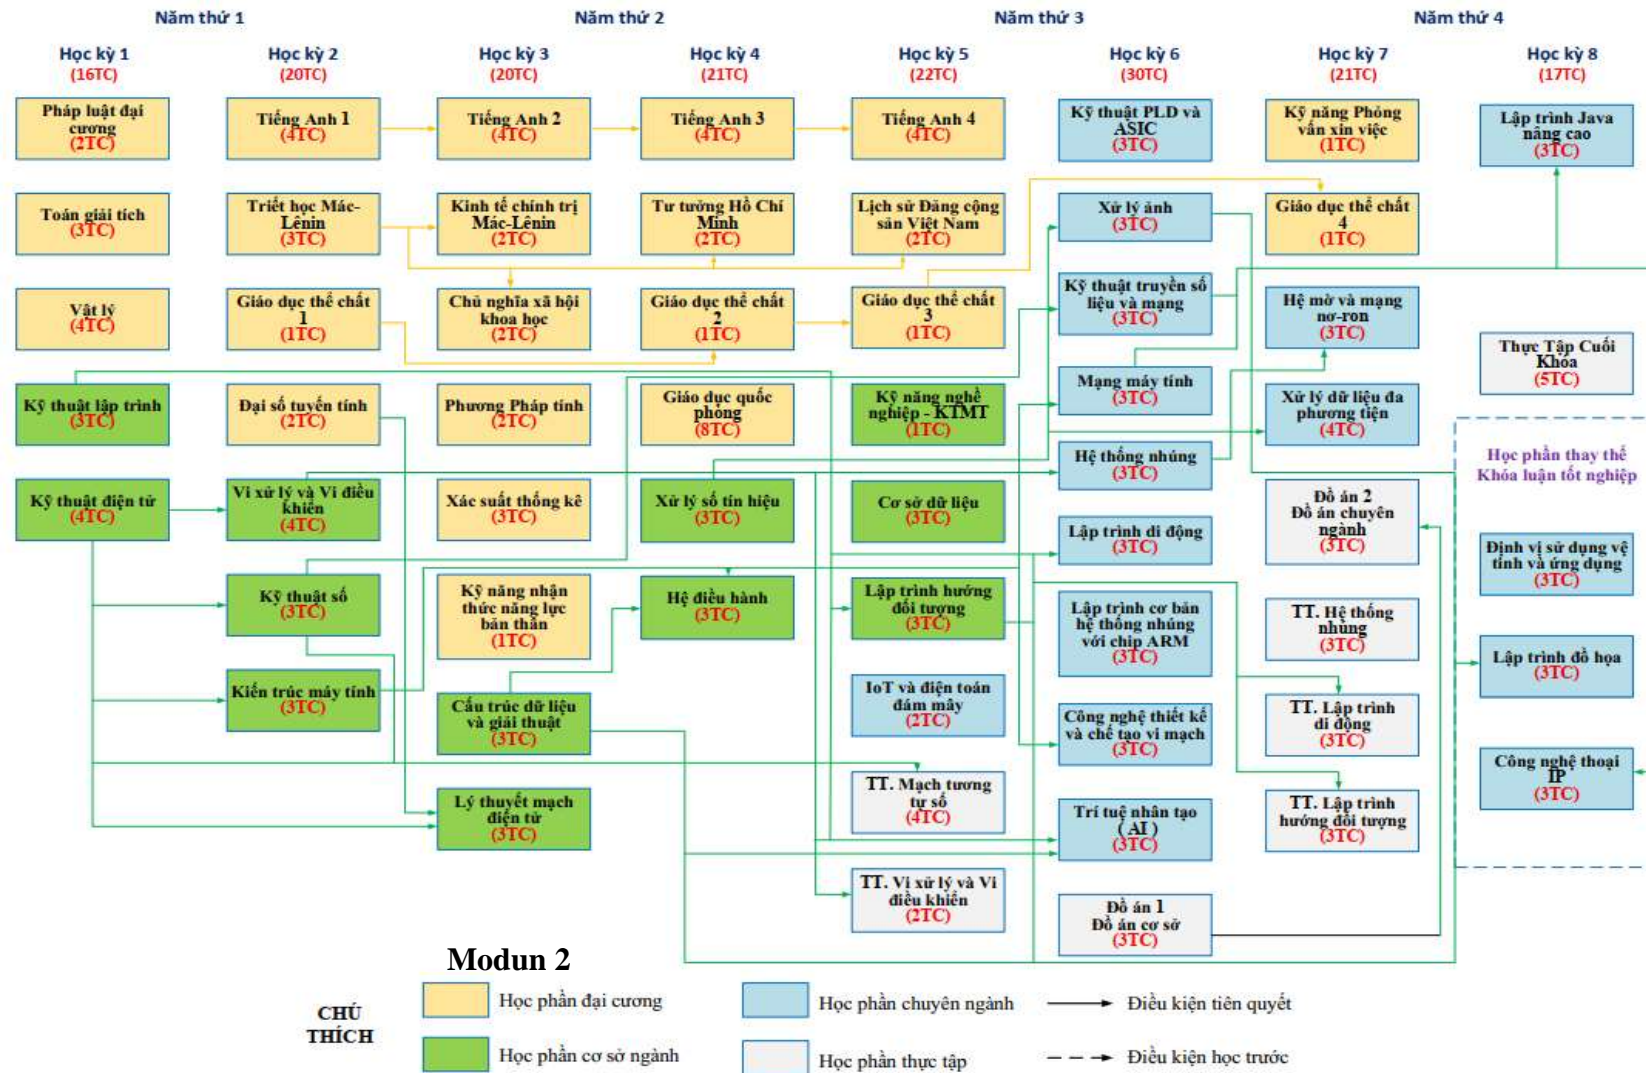 Năm thứ 1
Năm thứ 2
Năm thứ 3
Năm thứ 4
Học kỳ 1
(16TC)
Học kỳ 2
(20TC)
Học kỳ 3
(20TC)
Học kỳ 4
(21TC)
Học kỳ 5
(22TC)
Học kỳ 6
(30TC)
Học kỳ 7
(21TC)
Học kỳ 8
(17TC)
Pháp luật đại
cương
(2TC)
Toán giải tích
(3TC)
Vật lý
(4TC)
Kỹ thuật lập trình
(3TC)
Kỹ thuật điện tử
(4TC)
Tiếng Anh 1
(4TC)
Triết học Mác-
Lênin
(3TC)
Giáo dục thể chất
1
(1TC)
Đại số tuyến tính
(2TC)
Vi xử lý và Vi điều
khiển
(4TC)
Kỹ thuật số
(3TC)
Kiến trúc máy tính
(3TC)
Tiếng Anh 2
(4TC)
Kinh tế chính trị
Mác-Lênin
(2TC)
Chủ nghĩa xã hội
khoa học
(2TC)
Phương Pháp tính
(2TC)
Xác suất thống kê
(3TC)
Kỹ năng nhận
thức năng lực
bản thân
(1TC)
Cấu trúc dữ liệu
và giải thuật
(3TC)
Lý thuyết mạch
điện tử
(3TC)
Tiếng Anh 3
(4TC)
Tư tưởng Hồ Chí
Minh
(2TC)
Giáo dục thể chất
2
(1TC)
Giáo dục quốc
phòng
(8TC)
Xử lý số tín hiệu
(3TC)
Hệ điều hành
(3TC)
Tiếng Anh 4
(4TC)
Lịch sử Đảng cộng
sản Việt Nam
(2TC)
Giáo dục thể chất
3
(1TC)
Kỹ năng nghề
nghiệp - KTMT
(1TC)
Cơ sở dữ liệu
(3TC)
Lập trình hướng
đối tượng
(3TC)
IoT và điện toán
đám mây
(2TC)
TT. Mạch tương
tự số
(4TC)
TT. Vi xử lý và Vi
điều khiển
(2TC)
Kỹ thuật PLD và
ASIC
(3TC)
Xử lý ảnh
(3TC)
Kỹ thuật truyền số
liệu và mạng
(3TC)
Mạng máy tính
(3TC)
Hệ thống nhúng
(3TC)
Lập trình di động
(3TC)
Lập trình cơ bản
hệ thống nhúng
với chip ARM
(3TC)
Công nghệ thiết kế
và chế tạo vi mạch
(3TC)
Trí tuệ nhân tạo
( AI )
(3TC)
Đồ án 1
Đồ án cơ sở
(3TC)
Kỹ năng Phỏng
vấn xin việc
(1TC)
Giáo dục thể chất
4
(1TC)
Hệ mờ và mạng
nơ-ron
(3TC)
Xử lý dữ liệu đa
phương tiện
(4TC)
Đồ án 2
Đồ án chuyên
ngành
(3TC)
TT. Hệ thống
nhúng
(3TC)
TT. Lập trình
di động
(3TC)
TT. Lập trình
hướng đối tượng
(3TC)
Lập trình Java
nâng cao
(3TC)
Thực Tập Cuối
Khóa
(5TC)
Học phần thay thế
Khóa luận tốt nghiệp
Định vị sử dụng vệ
tinh và ứng dụng
(3TC)
Lập trình đồ họa
(3TC)
Công nghệ thoại
IP
(3TC)
Modun 2
CHÚ
THÍCH
Học phần đại cương
Học phần chuyên ngành
Điều kiện tiên quyết
Học phần cơ sở ngành
Học phần thực tập
Điều kiện học trước